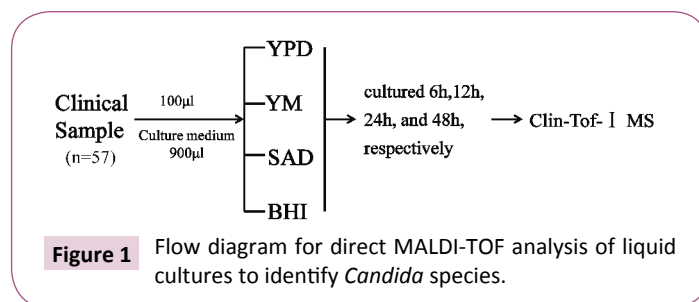 YPD
YM
SAD
BHI
Clinical
Sample
(n=57)
100μl
Culture medium
900μl
cultured 6h,12h,
24h, and 48h,
respectively
Clin-Tof-Ⅰ MS
Figure 1 Flow diagram for direct MALDI-TOF analysis of liquid
cultures to identify Candida species.